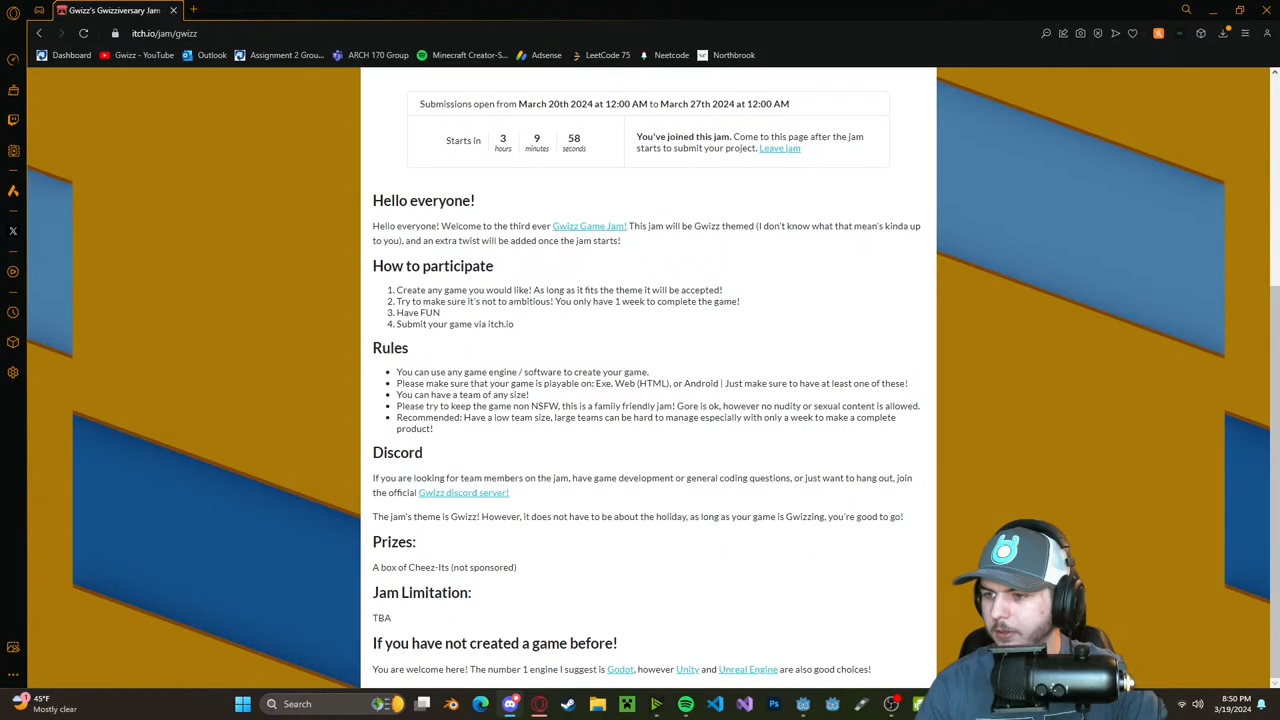 Gwizz's Gwizziversary Jam
itch.io/jam/gwizz
Dashboard Gwizz - YouTube Outlook Assignment 2 Grou... ARCH 170 Group Minecraft Creator-S... Adsense LeetCode 75 Neetcode Northbrook
Submissions open from March 20th 2024 at 12:00 AM to March 27th 2024 at 12:00 AM
Starts in 3 hours 9 minutes 58 seconds
You've joined this jam. Come to this page after the jam
starts to submit your project. Leave jam
Hello everyone!
Hello everyone! Welcome to the third ever Gwizz Game Jam! This jam will be Gwizz themed (I don't know what that mean's kinda up
to you), and an extra twist will be added once the jam starts!
How to participate
1. Create any game you would like! As long as it fits the theme it will be accepted!
2. Try to make sure it's not to ambitious! You only have 1 week to complete the game!
3. Have FUN
4. Submit your game via itch.io
Rules
• You can use any game engine / software to create your game.
• Please make sure that your game is playable on: Exe, Web (HTML), or Android | Just make sure to have at least one of these!
• You can have a team of any size!
• Please try to keep the game non NSFW, this is a family friendly jam! Gore is ok, however no nudity or sexual content is allowed.
• Recommended: Have a low team size, large teams can be hard to manage especially with only a week to make a complete
product!
Discord
If you are looking for team members on the jam, have game development or general coding questions, or just want to hang out, join
the official Gwizz discord server!
The jam's theme is Gwizz! However, it does not have to be about the holiday, as long as your game is Gwizzing, you're good to go!
Prizes:
A box of Cheez-Its (not sponsored)
Jam Limitation:
TBA
If you have not created a game before!
You are welcome here! The number 1 engine I suggest is Godot, however Unity and Unreal Engine are also good choices!
45°F
Mostly clear
Search
8:50 PM
3/19/2024